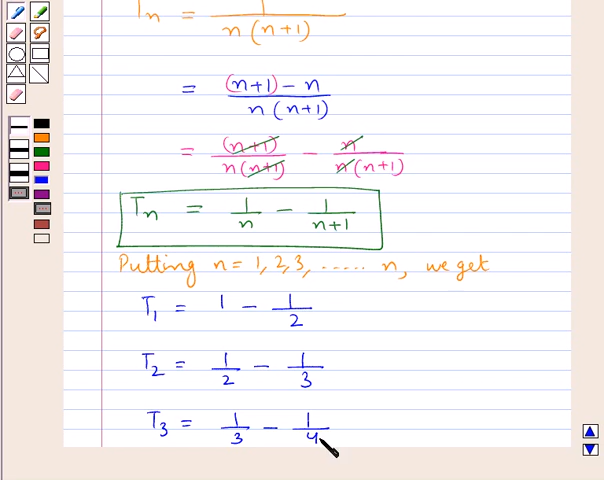 Tn = 1 / n(n+1)
= (n+1) - n / n(n+1)
= (n+1) / n(n+1) - n / n(n+1)
Tn = 1/n - 1/n+1
Putting n = 1, 2, 3, ...... n, we get
T1 = 1 - 1/2
T2 = 1/2 - 1/3
T3 = 1/3 - 1/4